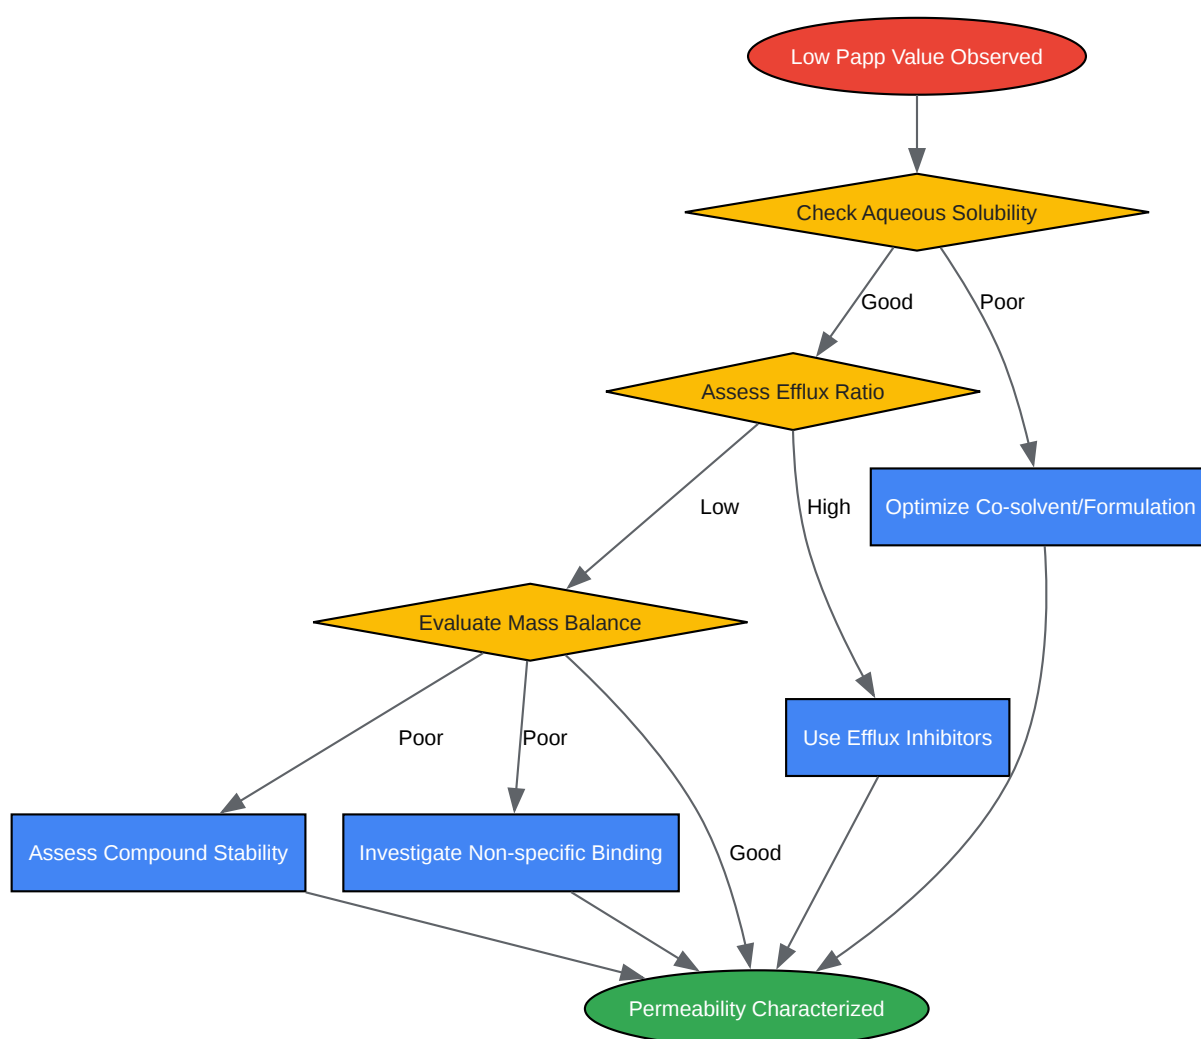 Low Papp Value Observed
Check Aqueous Solubility
Good
Poor
Assess Efflux Ratio
Low
High
Optimize Co-solvent/Formulation
Evaluate Mass Balance
Poor
Poor
Use Efflux Inhibitors
Assess Compound Stability
Investigate Non-specific Binding
Good
Permeability Characterized